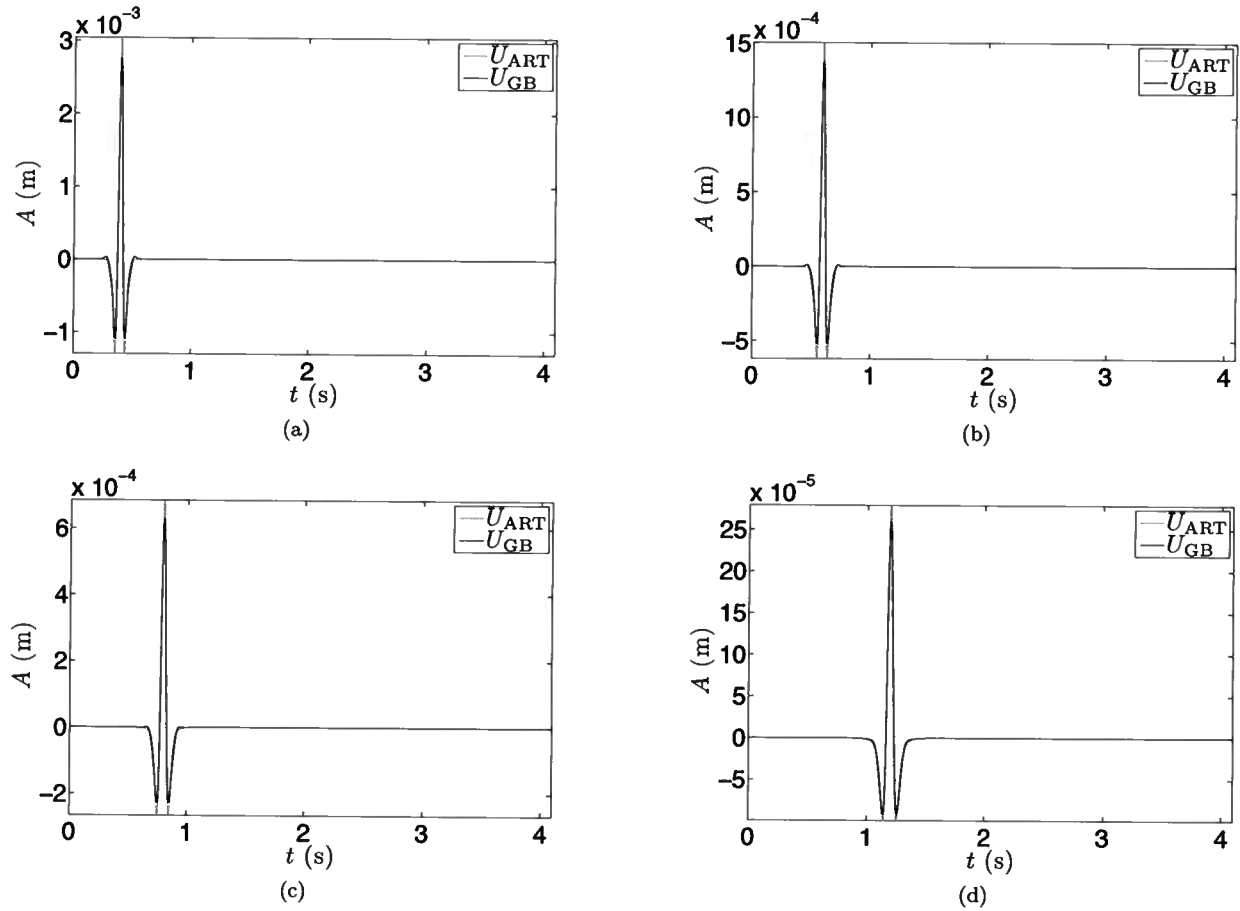 x 10⁻³
3
2
1
0
−1
A (m)
U_ART
U_GB
0 1 2 3 4
t (s)
(a)
x 10⁻⁴
15
10
5
0
−5
A (m)
U_ART
U_GB
0 1 2 3 4
t (s)
(b)
x 10⁻⁴
6
4
2
0
−2
A (m)
U_ART
U_GB
0 1 2 3 4
t (s)
(c)
x 10⁻⁵
25
20
15
10
5
0
−5
A (m)
U_ART
U_GB
0 1 2 3 4
t (s)
(d)